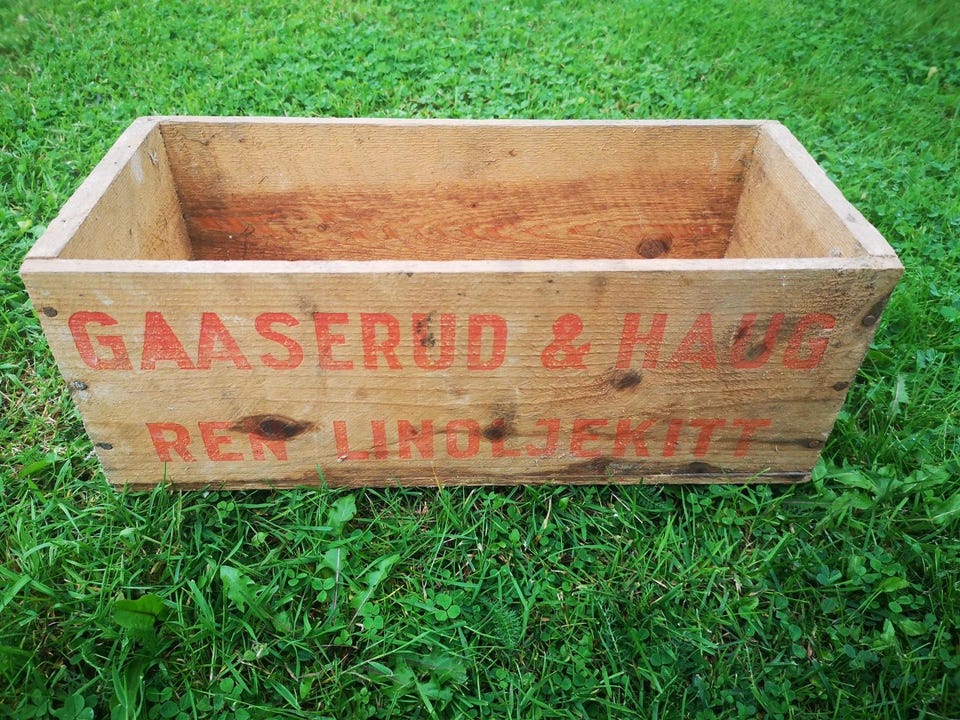 GAASERUD & HAUG
REN LINOLJEKITT